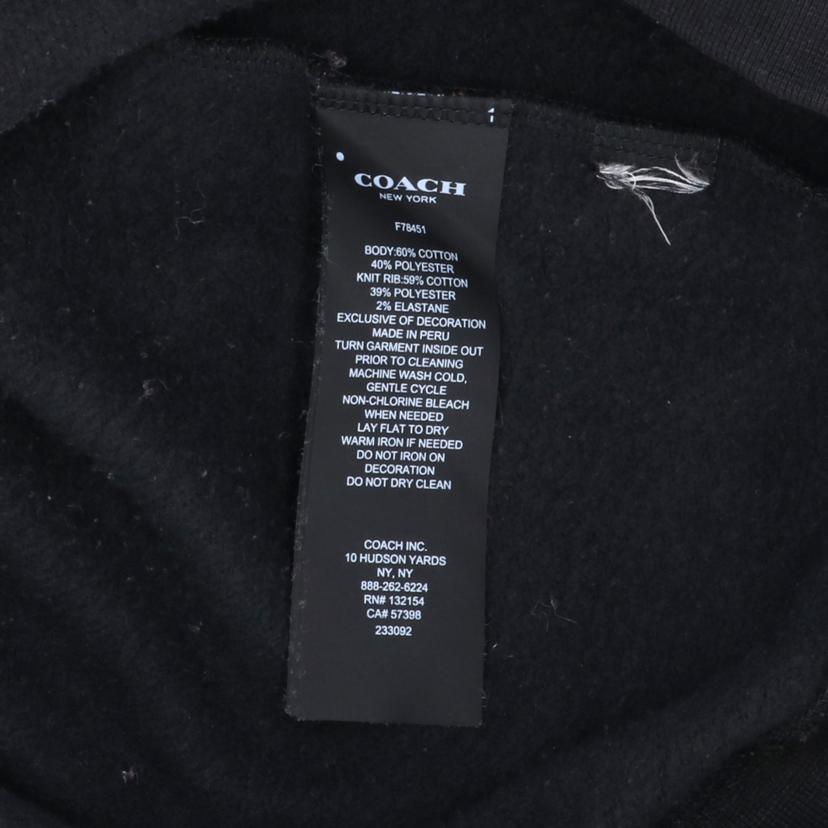 COACH
NEW YORK
F78451
BODY:60% COTTON
40% POLYESTER
KNIT RIB:59% COTTON
39% POLYESTER
2% ELASTANE
EXCLUSIVE OF DECORATION
MADE IN PERU
TURN GARMENT INSIDE OUT
PRIOR TO CLEANING
MACHINE WASH COLD,
GENTLE CYCLE
NON-CHLORINE BLEACH
WHEN NEEDED
LAY FLAT TO DRY
WARM IRON IF NEEDED
DO NOT IRON ON
DECORATION
DO NOT DRY CLEAN
COACH INC.
10 HUDSON YARDS
NY, NY
888-262-6224
RN# 132154
CA# 57398
233092